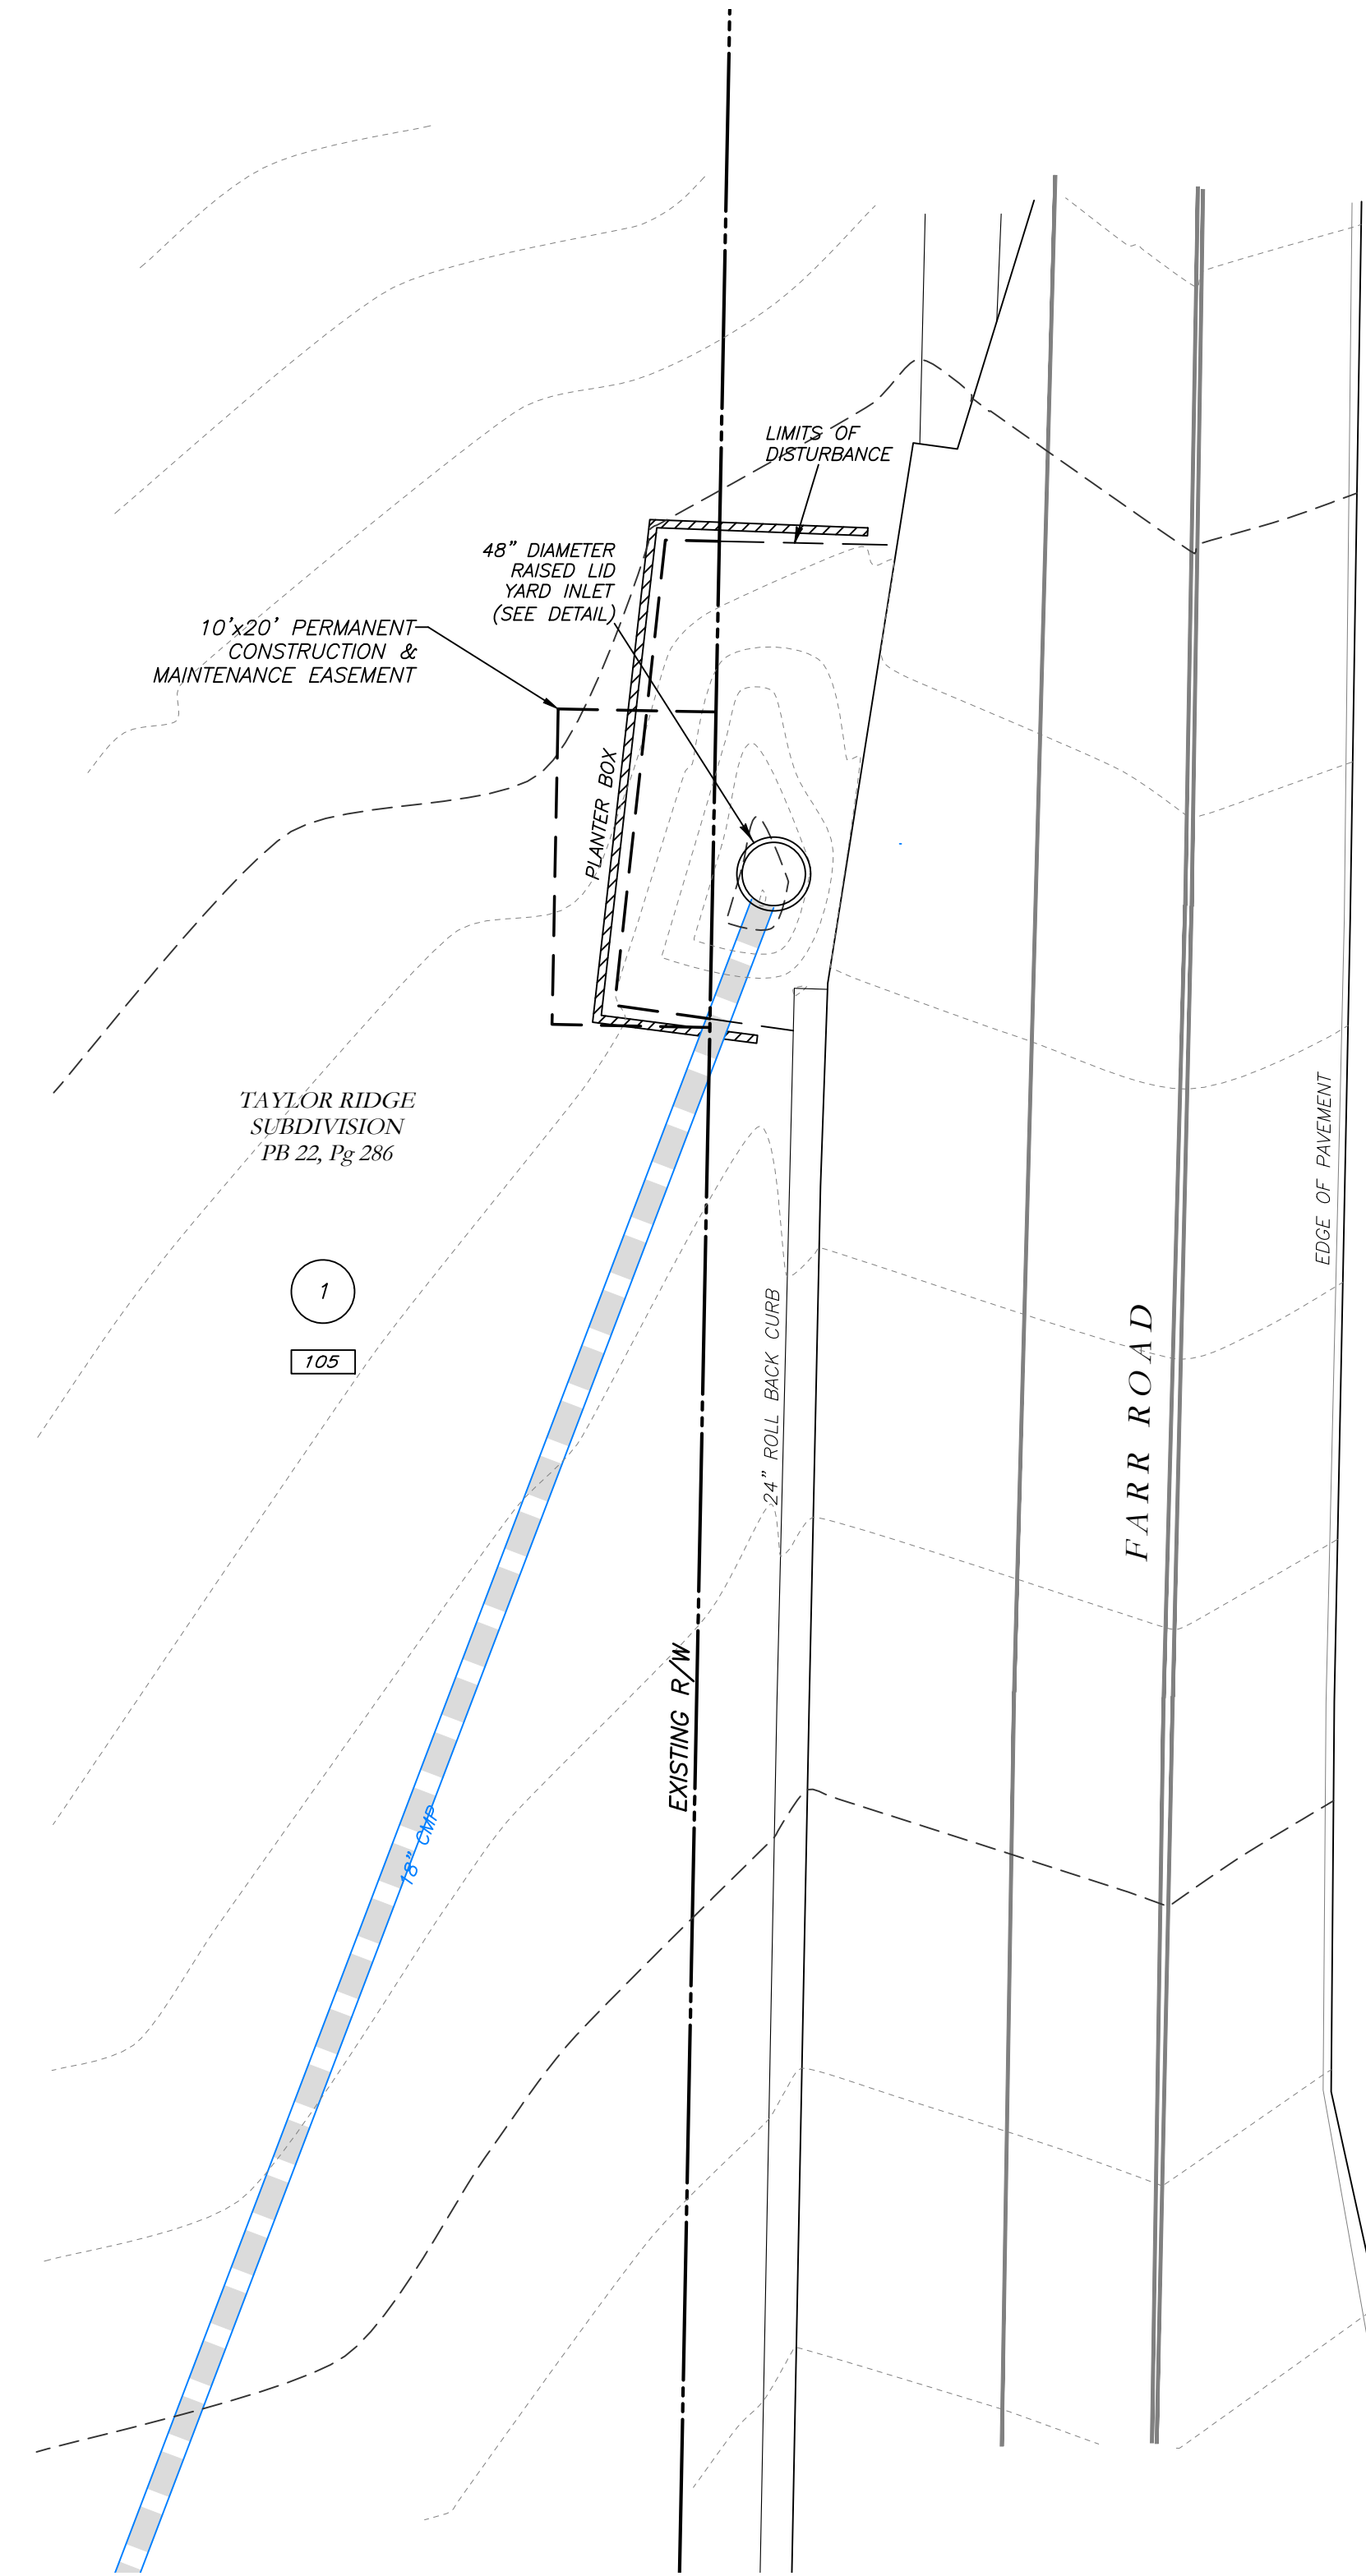 LIMITS OF
DISTURBANCE
48" DIAMETER
RAISED LID
YARD INLET
(SEE DETAIL)
10'x20' PERMANENT
CONSTRUCTION &
MAINTENANCE EASEMENT
PLANTER BOX
TAYLOR RIDGE
SUBDIVISION
PB 22, Pg 286
1
105
EDGE OF PAVEMENT
24" ROLL BACK CURB
FARR ROAD
EXISTING R/W
18" CMP